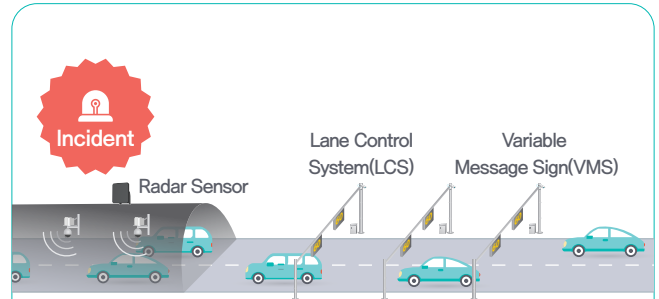 Incident
Radar Sensor
Lane Control
System(LCS)
Variable
Message Sign(VMS)